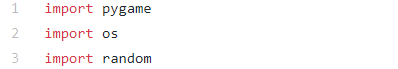 1 import pygame
2 import os
3 import random